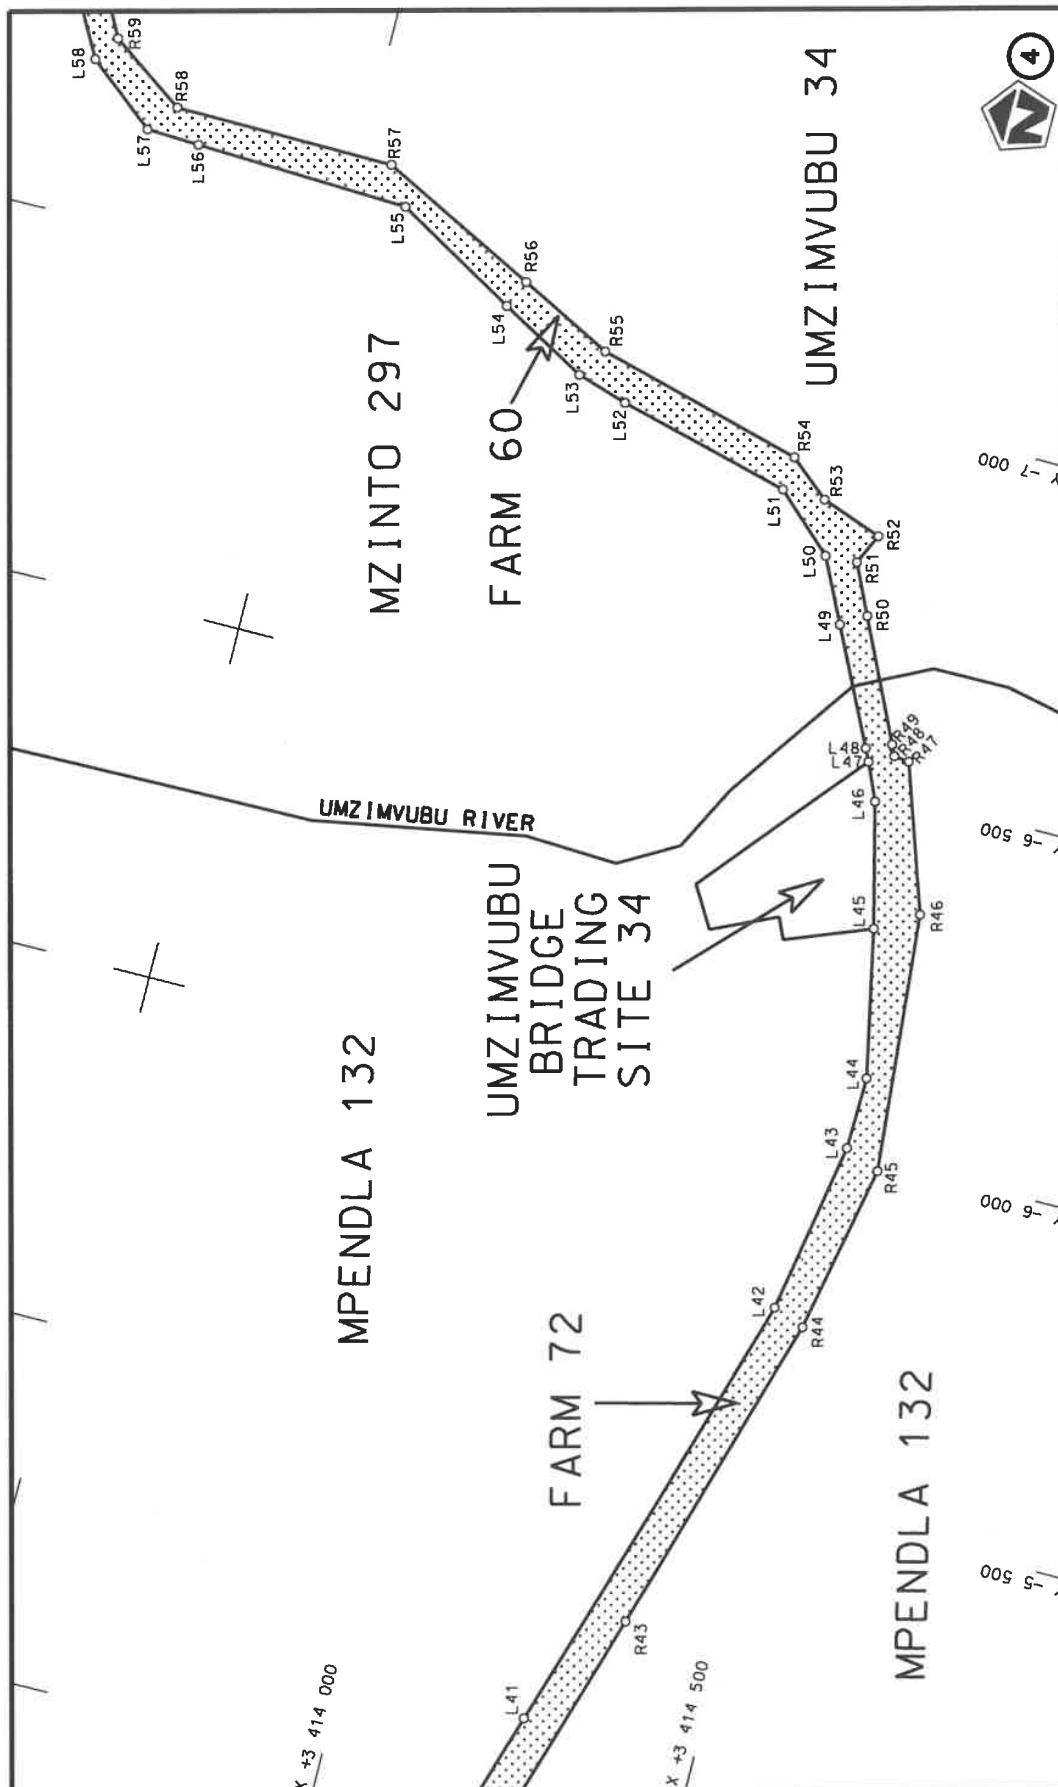 L58
R59
L57
R58
L56
R57
L55
R56
L54
R55
L53
L52
R54
L51
R53
L50
R52
R51
L49
R50
L48
L47
R49
R48
R47
L46
L45
R46
L44
L43
R45
L42
R44
R43
L41
4
N
UMZIMVUBU 34
MZINTO 297
FARM 60
UMZIMVUBU RIVER
UMZIMVUBU
BRIDGE
TRADING
SITE 34
MPENDLA 132
FARM 72
MPENDLA 132
Y -7 000
Y -6 500
Y -6 000
Y -5 500
X +3 414 000
X +3 414 500